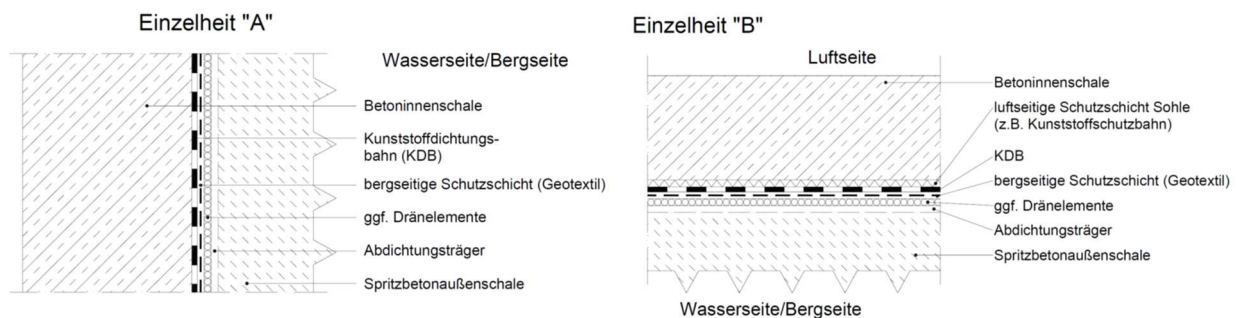 Einzelheit "A"
Wasserseite/Bergseite
Betoninnenschale
Kunststoffdichtungs-
bahn (KDB)
bergseitige Schutzschicht (Geotextil)
ggf. Dränelemente
Abdichtungsträger
Spritzbetonaußenschale
Einzelheit "B"
Luftseite
Betoninnenschale
luftseitige Schutzschicht Sohle
(z.B. Kunststoffschutzbahn)
KDB
bergseitige Schutzschicht (Geotextil)
ggf. Dränelemente
Abdichtungsträger
Spritzbetonaußenschale
Wasserseite/Bergseite